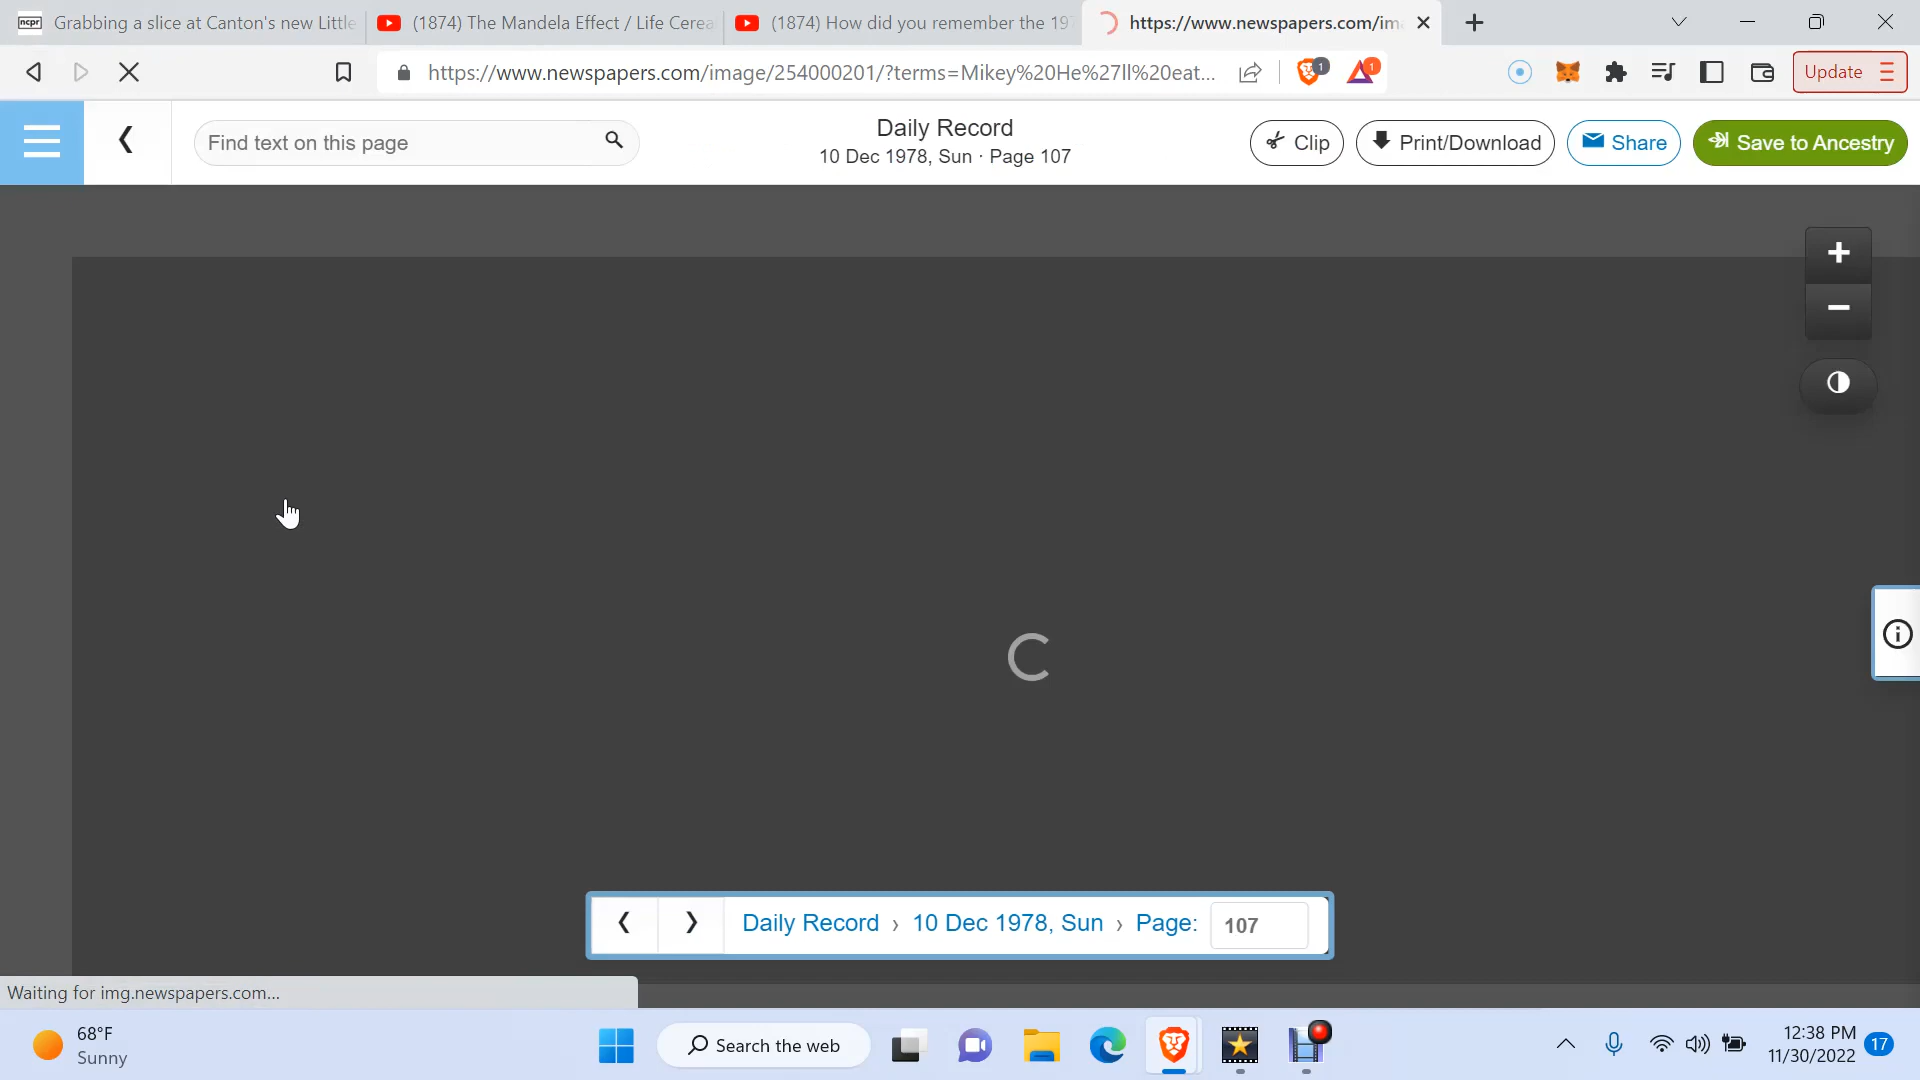 ncpr Grabbing a slice at Canton's new Little
(1874) The Mandela Effect / Life Cerea
(1874) How did you remember the 19
https://www.newspapers.com/im
https://www.newspapers.com/image/254000201/?terms=Mikey%20He%27ll%20eat...
1
1
Update
Find text on this page
Daily Record
10 Dec 1978, Sun · Page 107
Clip
Print/Download
Share
Save to Ancestry
Daily Record › 10 Dec 1978, Sun › Page: 107
Waiting for img.newspapers.com...
68°F
Sunny
Search the web
12:38 PM
11/30/2022
17